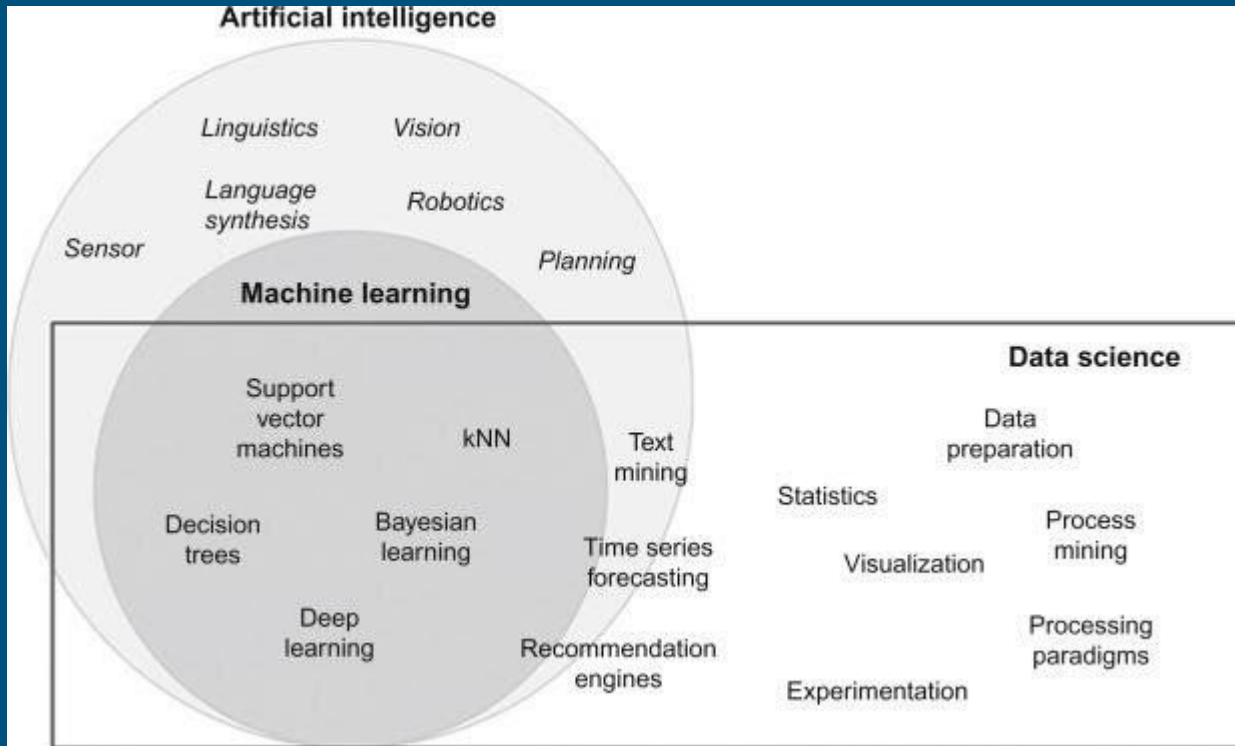 Artificial intelligence
Linguistics
Vision
Language
synthesis
Robotics
Sensor
Planning
Machine learning
Data science
Support
vector
machines
kNN
Text
mining
Data
preparation
Statistics
Decision
trees
Bayesian
learning
Time series
forecasting
Visualization
Process
mining
Deep
learning
Recommendation
engines
Experimentation
Processing
paradigms